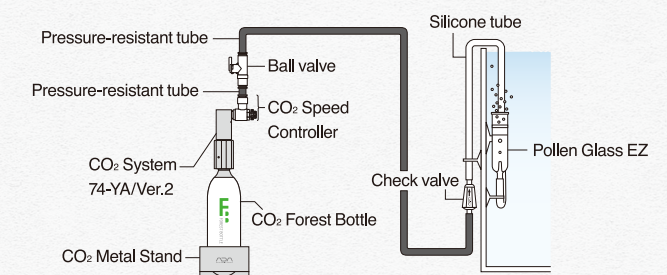 Silicone tube
Pressure-resistant tube
Ball valve
Pressure-resistant tube
CO₂ Speed
Controller
Pollen Glass EZ
CO₂ System
74-YA/Ver.2
Check valve
CO₂ Forest Bottle
CO₂ Metal Stand
ADA